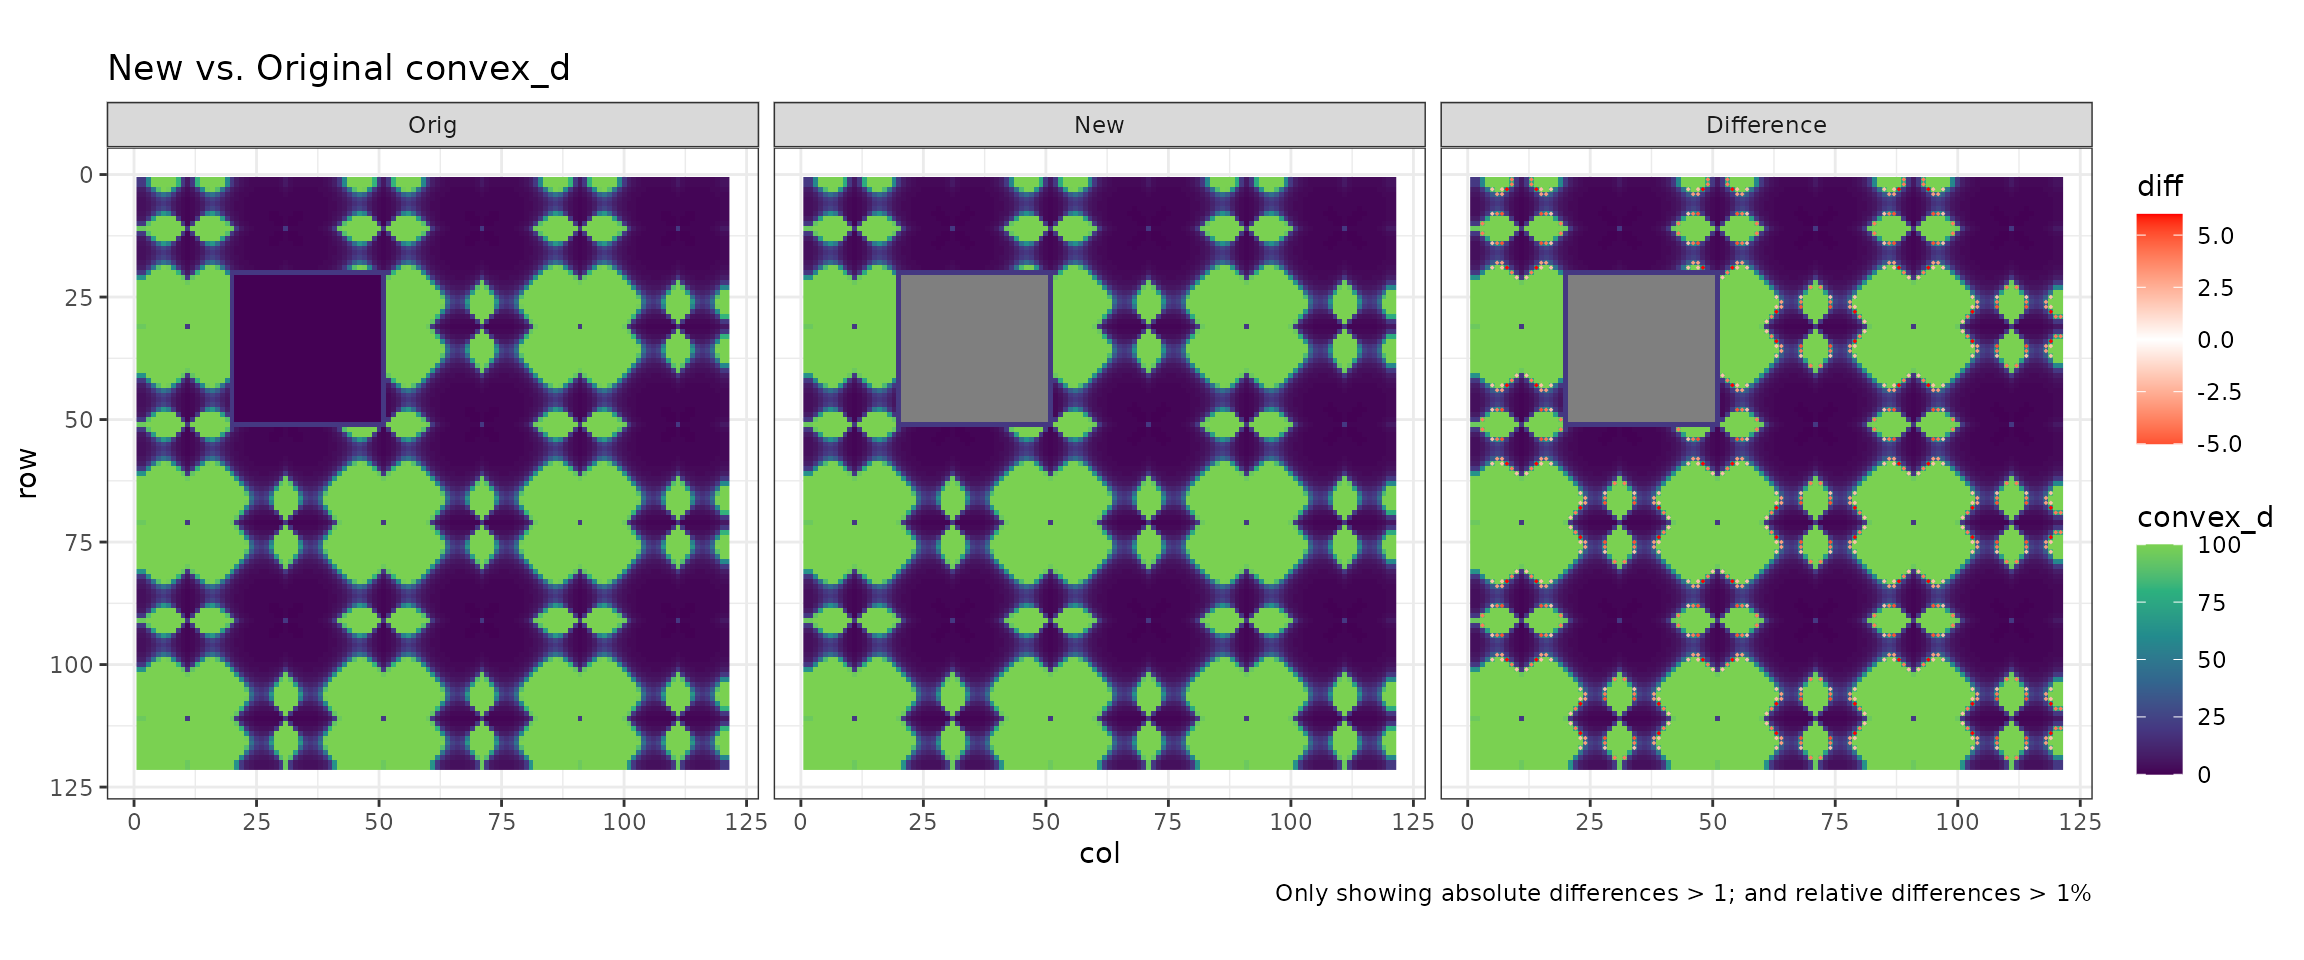 New vs. Original convex_d
Orig
New
Difference
0
25
50
75
100
125
row
0 25 50 75 100 125
0 25 50 75 100 125
0 25 50 75 100 125
col
Only showing absolute differences > 1; and relative differences > 1%
diff
5.0
2.5
0.0
-2.5
-5.0
convex_d
100
75
50
25
0